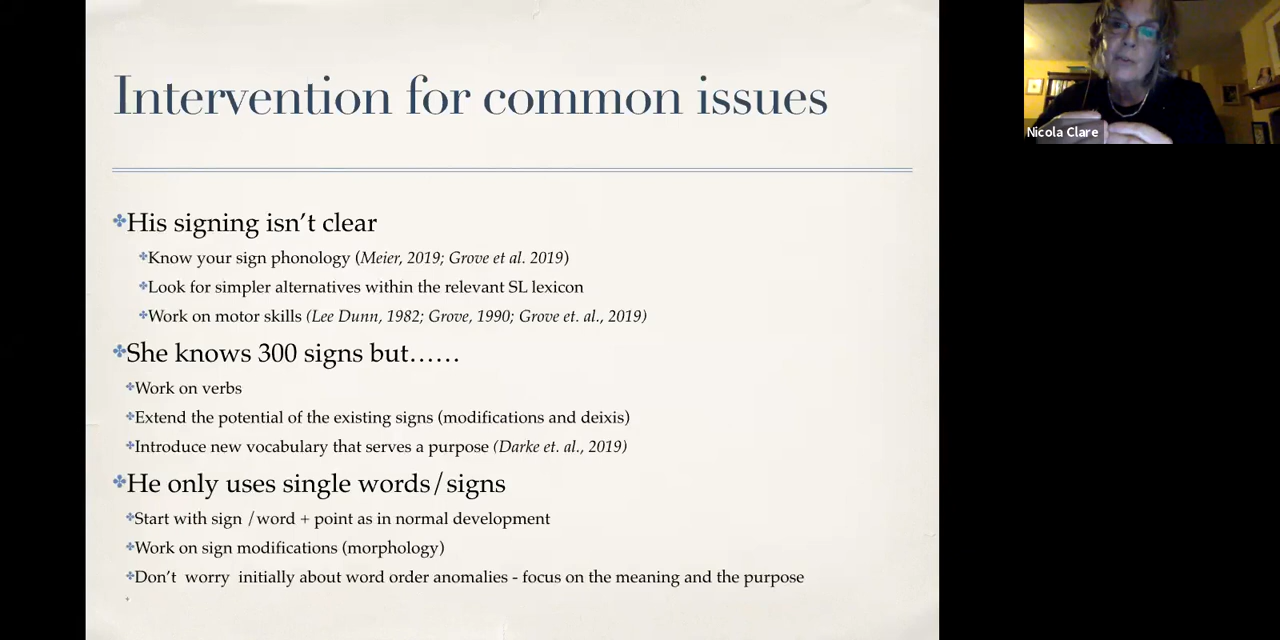 Intervention for common issues
Nicola Clare
✤His signing isn’t clear
✤Know your sign phonology (Meier, 2019; Grove et al. 2019)
✤Look for simpler alternatives within the relevant SL lexicon
✤Work on motor skills (Lee Dunn, 1982; Grove, 1990; Grove et. al., 2019)
✤She knows 300 signs but……
✤Work on verbs
✤Extend the potential of the existing signs (modifications and deixis)
✤Introduce new vocabulary that serves a purpose (Darke et. al., 2019)
✤He only uses single words/signs
✤Start with sign /word + point as in normal development
✤Work on sign modifications (morphology)
✤Don’t  worry  initially about word order anomalies - focus on the meaning and the purpose